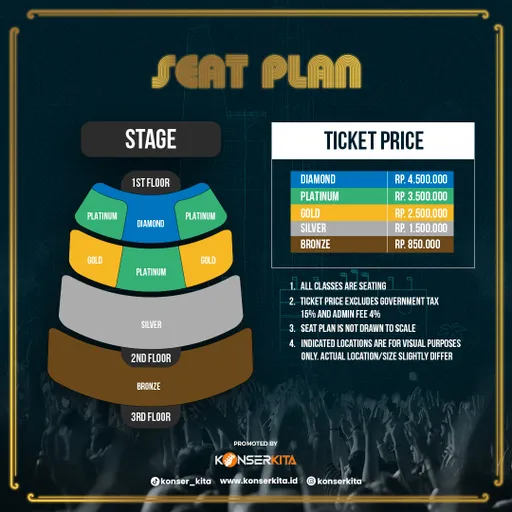 SEAT PLAN
STAGE
1ST FLOOR
PLATINUM
DIAMOND
PLATINUM
GOLD
PLATINUM
GOLD
SILVER
2ND FLOOR
BRONZE
3RD FLOOR
TICKET PRICE
DIAMOND RP. 4.500.000
PLATINUM RP. 3.500.000
GOLD RP. 2.500.000
SILVER RP. 1.500.000
BRONZE RP. 850.000
1. ALL CLASSES ARE SEATING
2. TICKET PRICE EXCLUDES GOVERNMENT TAX
15% AND ADMIN FEE 4%
3. SEAT PLAN IS NOT DRAWN TO SCALE
4. INDICATED LOCATIONS ARE FOR VISUAL PURPOSES
ONLY. ACTUAL LOCATION/SIZE SLIGHTLY DIFFER
PROMOTED BY
KONSERKITA
konser_kita www.konserkita.id konserkita